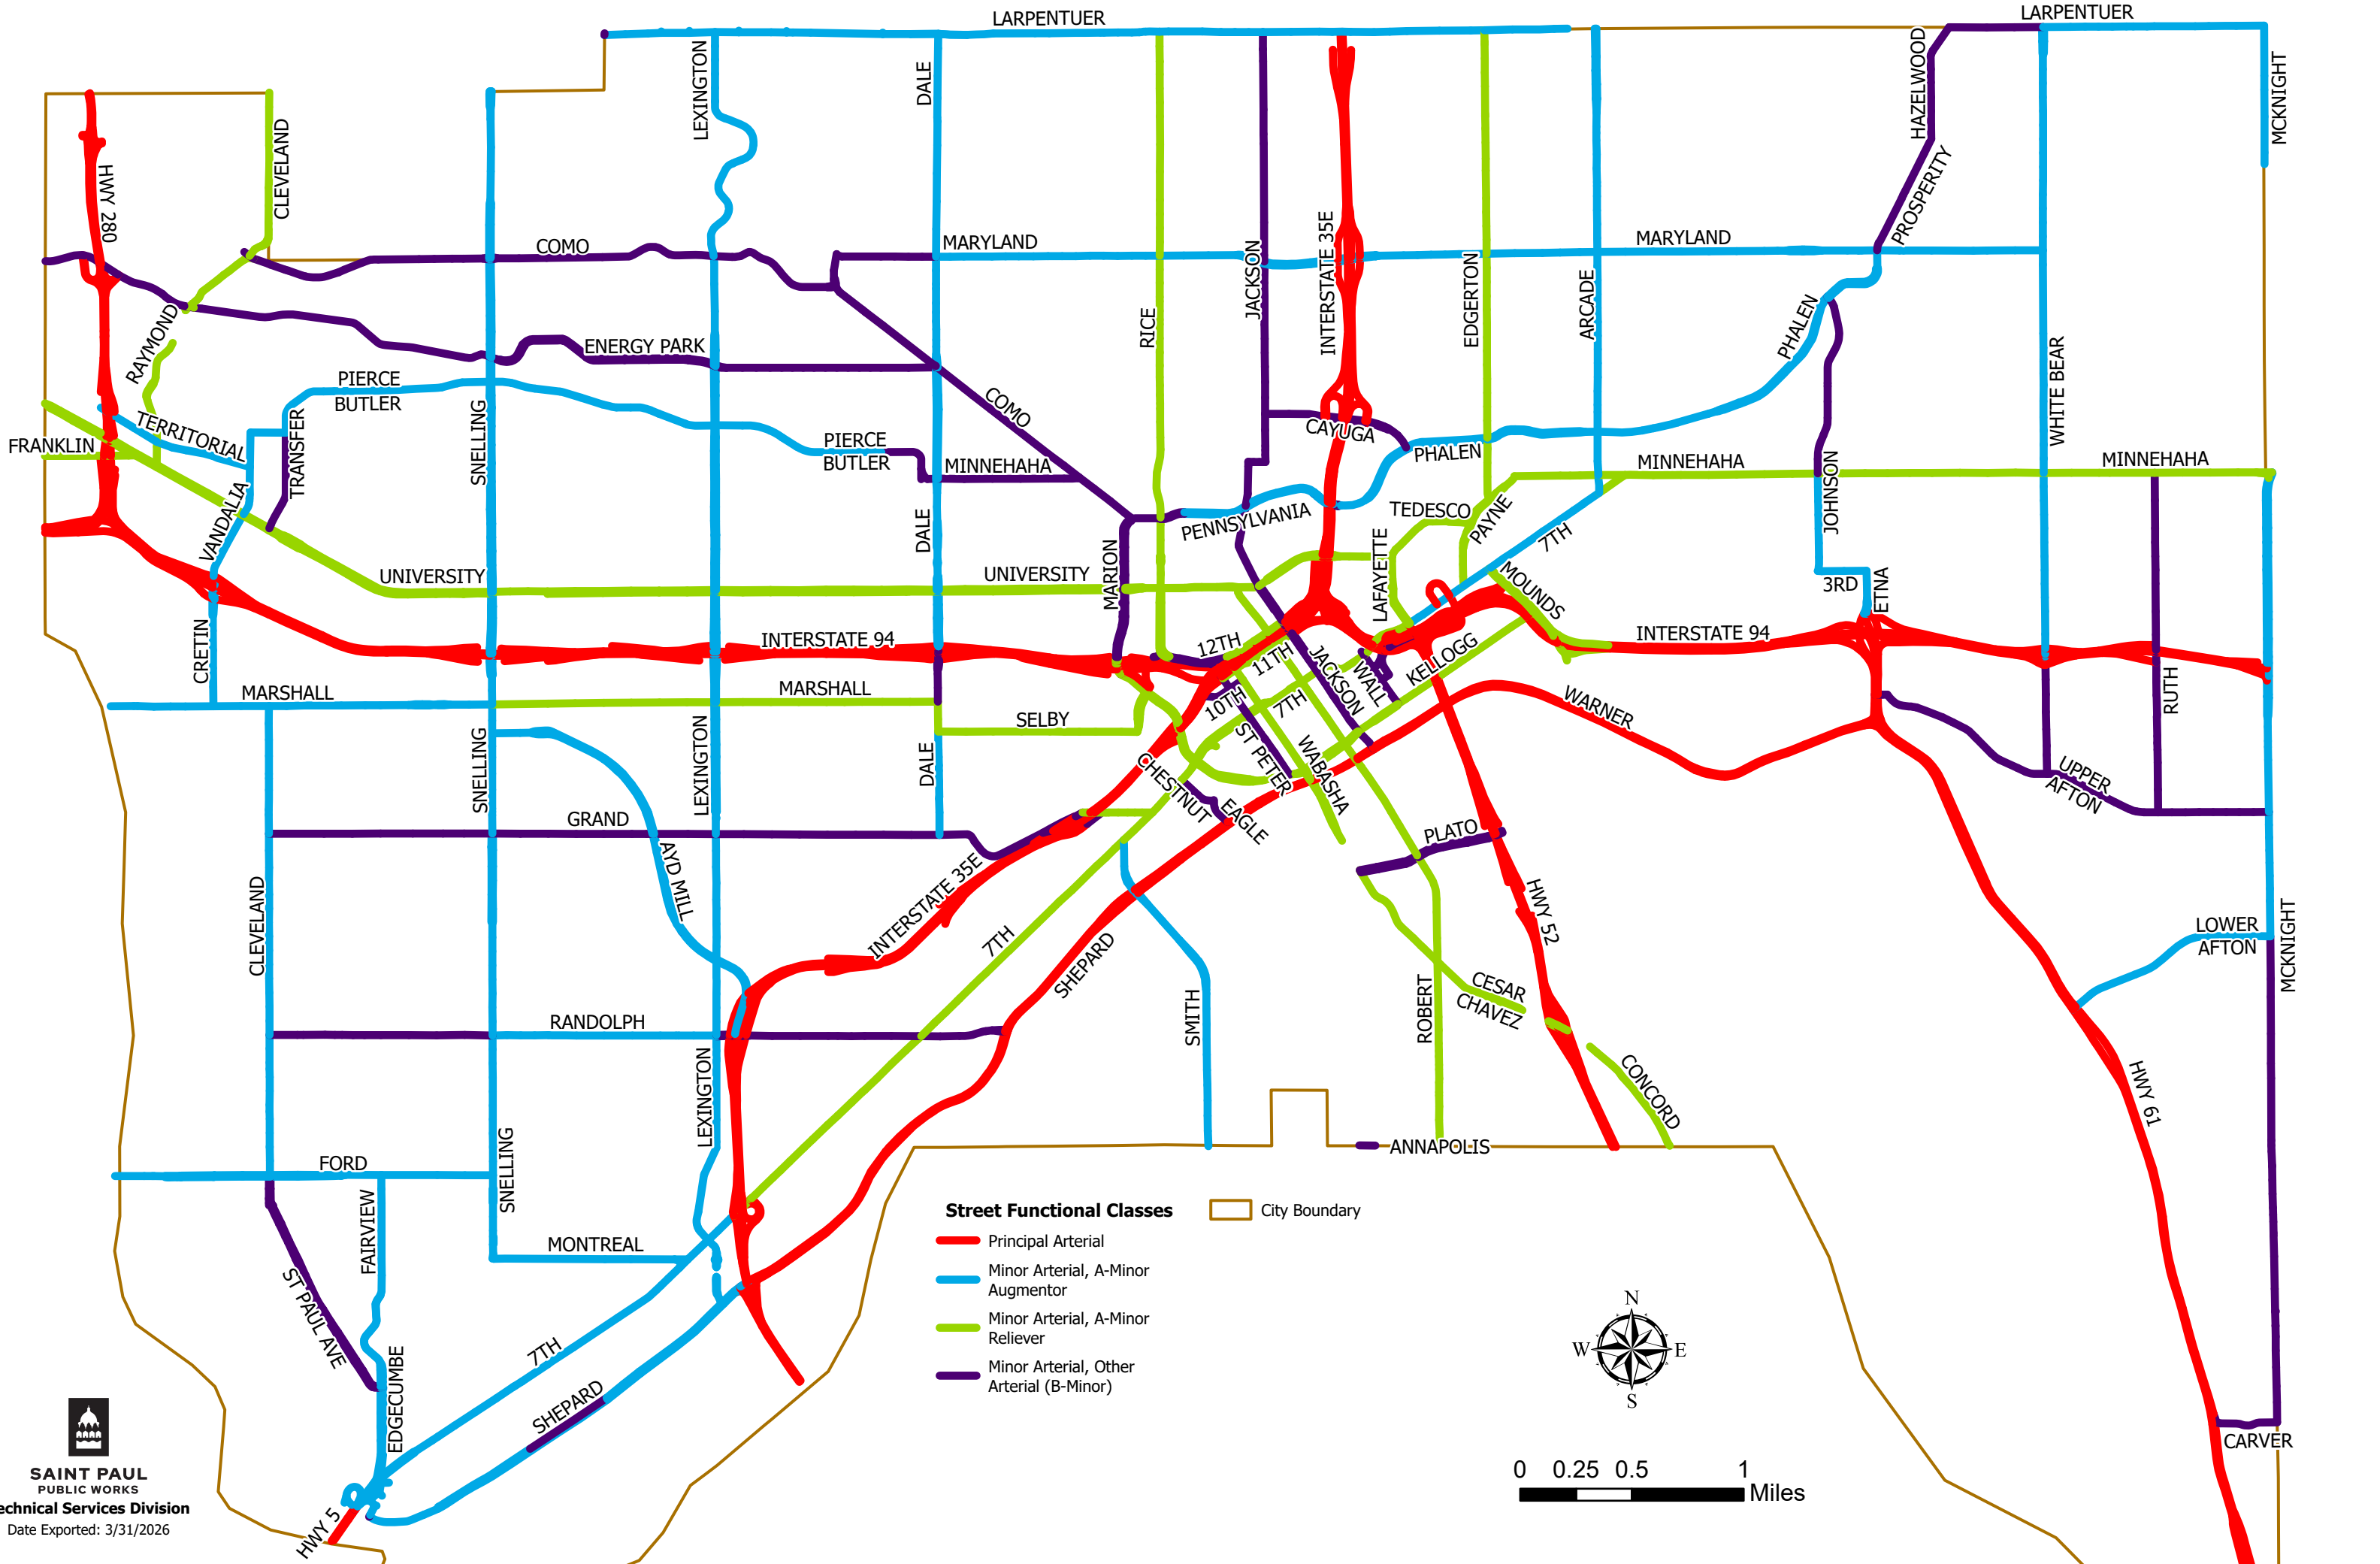 LARPENTUER
LARPENTUER
HAZELWOOD
MCKNIGHT
LEXINGTON
DALE
CLEVELAND
HWY 280
PROSPERITY
COMO
MARYLAND
MARYLAND
JACKSON
INTERSTATE 35E
EDGERTON
ARCADE
RICE
PHALEN
RAYMOND
ENERGY PARK
WHITE BEAR
PIERCE
BUTLER
COMO
SNELLING
TRANSFER
TERRITORIAL
FRANKLIN
PIERCE
BUTLER
CAYUGA
PHALEN
MINNEHAHA
MINNEHAHA
MINNEHAHA
JOHNSON
VANDALIA
DALE
PENNSYLVANIA
TEDESCO
PAYNE
7TH
UNIVERSITY
UNIVERSITY
MARION
LAFAYETTE
MOUNDS
3RD
ETNA
CRETIN
INTERSTATE 94
12TH
11TH
INTERSTATE 94
KELLOGG
JACKSON
WALL
MARSHALL
MARSHALL
10TH
7TH
WARNER
RUTH
SELBY
ST PETER
WABASHA
SNELLING
LEXINGTON
DALE
CHESTNUT
EAGLE
UPPER
AFTON
GRAND
PLATO
AYD MILL
INTERSTATE 35E
HWY 52
CLEVELAND
7TH
SHEPARD
LOWER
AFTON
MCKNIGHT
CESAR
CHAVEZ
ROBERT
SMITH
RANDOLPH
LEXINGTON
CONCORD
HWY 61
SNELLING
ANNAPOLIS
FORD
FAIRVIEW
MONTREAL
ST PAUL AVE
7TH
EDGECUMBE
SHEPARD
HWY 5
CARVER
Street Functional Classes
City Boundary
Principal Arterial
Minor Arterial, A-Minor
Augmentor
Minor Arterial, A-Minor
Reliever
Minor Arterial, Other
Arterial (B-Minor)
N
W
E
S
0 0.25 0.5 1
Miles
SAINT PAUL
PUBLIC WORKS
echnical Services Division
Date Exported: 3/31/2026